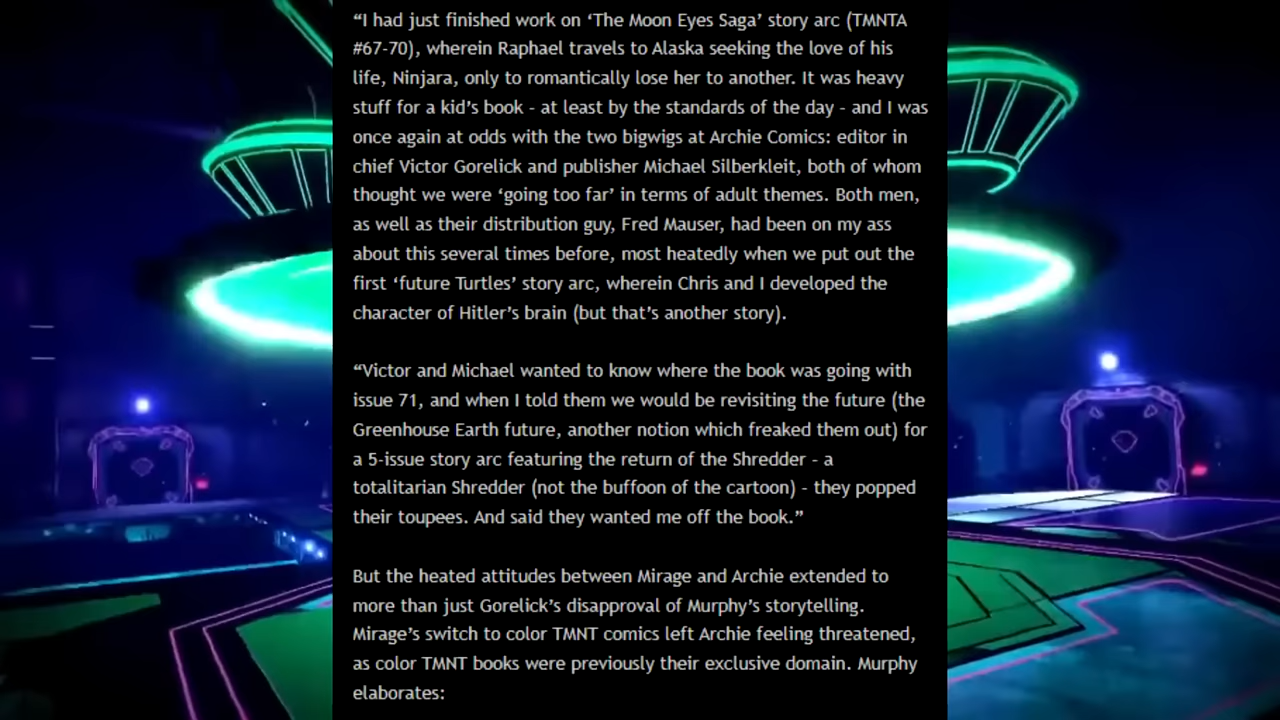 “I had just finished work on ‘The Moon Eyes Saga’ story arc (TMNTA
#67-70), wherein Raphael travels to Alaska seeking the love of his
life, Ninjara, only to romantically lose her to another. It was heavy
stuff for a kid’s book - at least by the standards of the day - and I was
once again at odds with the two bigwigs at Archie Comics: editor in
chief Victor Gorelick and publisher Michael Silberkleit, both of whom
thought we were ‘going too far’ in terms of adult themes. Both men,
as well as their distribution guy, Fred Mauser, had been on my ass
about this several times before, most heatedly when we put out the
first ‘future Turtles’ story arc, wherein Chris and I developed the
character of Hitler’s brain (but that’s another story).

“Victor and Michael wanted to know where the book was going with
issue 71, and when I told them we would be revisiting the future (the
Greenhouse Earth future, another notion which freaked them out) for
a 5-issue story arc featuring the return of the Shredder - a
totalitarian Shredder (not the buffoon of the cartoon) - they popped
their toupees. And said they wanted me off the book.”

But the heated attitudes between Mirage and Archie extended to
more than just Gorelick’s disapproval of Murphy’s storytelling.
Mirage’s switch to color TMNT comics left Archie feeling threatened,
as color TMNT books were previously their exclusive domain. Murphy
elaborates: